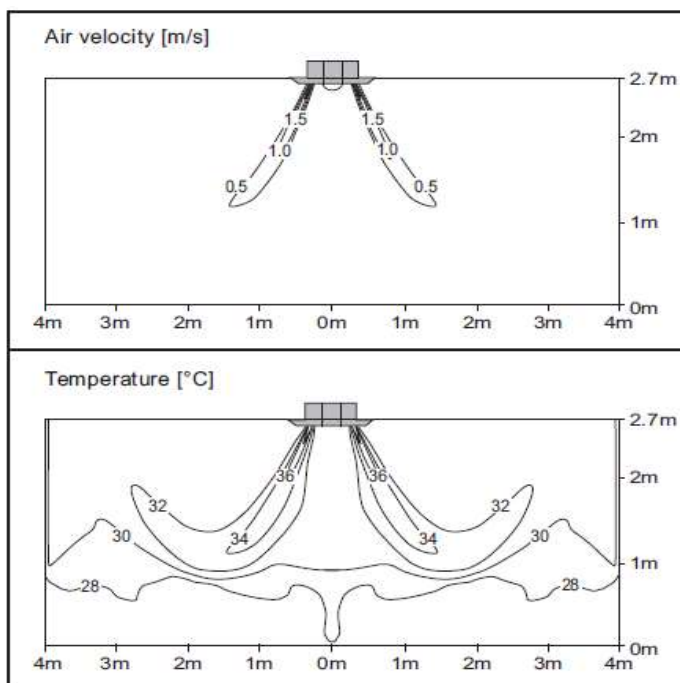 Air velocity [m/s]
2.7m
1.5 1.5
2m
1.0 1.0
0.5 0.5
1m
0m
4m 3m 2m 1m 0m 1m 2m 3m 4m
Temperature [°C]
2.7m
36 36
2m
32 32
30 34 34 30
1m
28 28
0m
4m 3m 2m 1m 0m 1m 2m 3m 4m